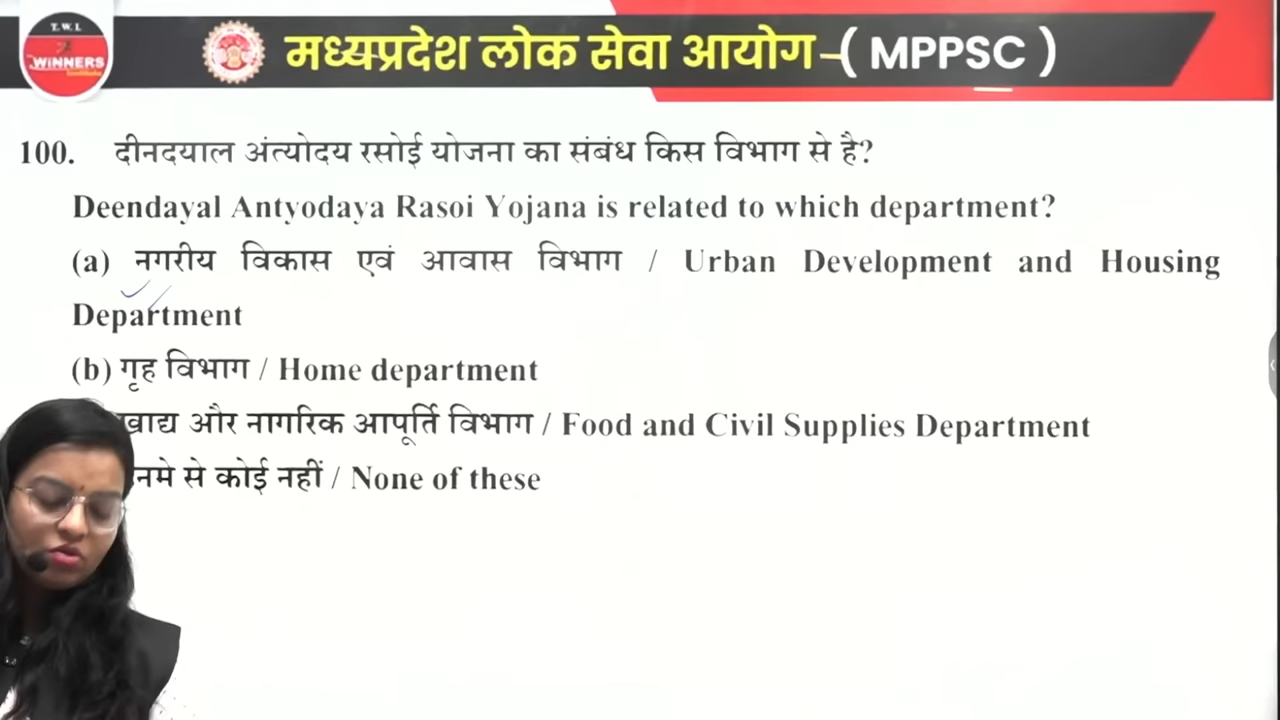 T.W.I.
WiNNERS
मध्यप्रदेश लोक सेवा आयोग–( MPPSC )
100. दीनदयाल अंत्योदय रसोई योजना का संबंध किस विभाग से है?
Deendayal Antyodaya Rasoi Yojana is related to which department?
(a) नगरीय विकास एवं आवास विभाग / Urban Development and Housing
Department
(b) गृह विभाग / Home department
खाद्य और नागरिक आपूर्ति विभाग / Food and Civil Supplies Department
से कोई नहीं / None of these